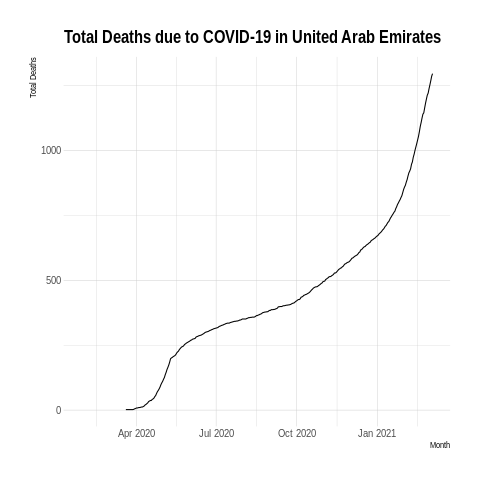 Total Deaths due to COVID-19 in United Arab Emirates
Total Deaths
1000
500
0
Apr 2020 Jul 2020 Oct 2020 Jan 2021
Month